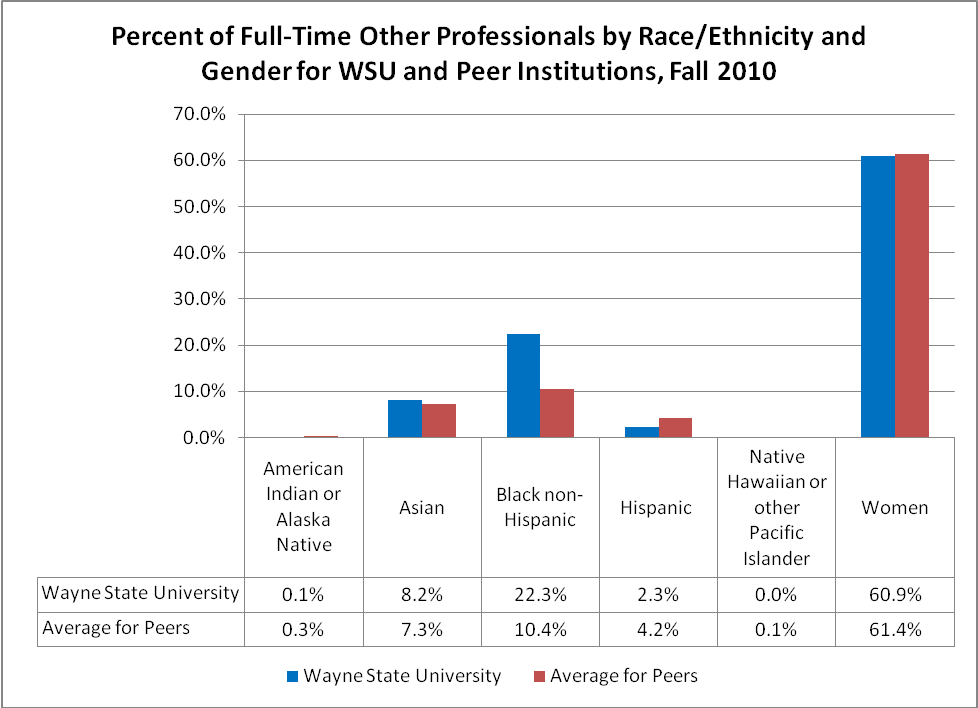 Percent of Full-Time Other Professionals by Race/Ethnicity and
Gender for WSU and Peer Institutions, Fall 2010
70.0%
60.0%
50.0%
40.0%
30.0%
20.0%
10.0%
0.0%
American
Indian or
Alaska
Native
Asian
Black non-
Hispanic
Hispanic
Native
Hawaiian or
other
Pacific
Islander
Women
Wayne State University 0.1% 8.2% 22.3% 2.3% 0.0% 60.9%
Average for Peers 0.3% 7.3% 10.4% 4.2% 0.1% 61.4%
Wayne State University Average for Peers